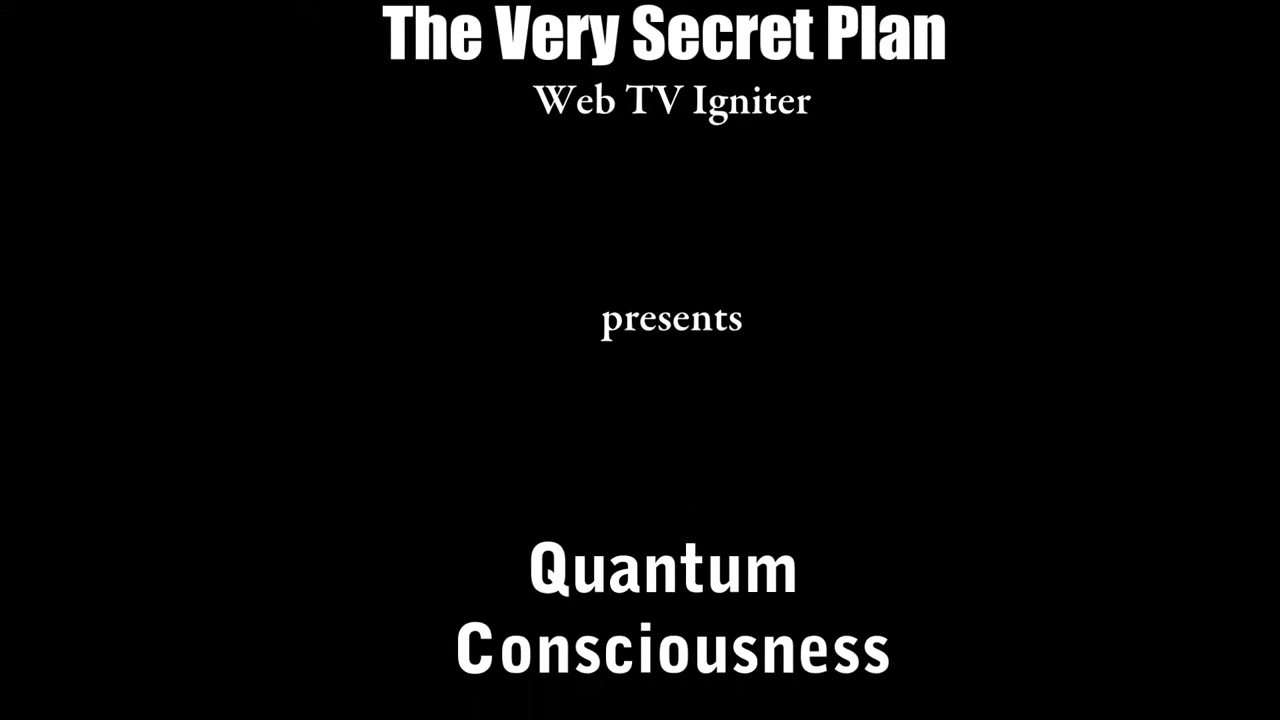 The Very Secret Plan
Web TV Igniter
presents
Quantum
Consciousness